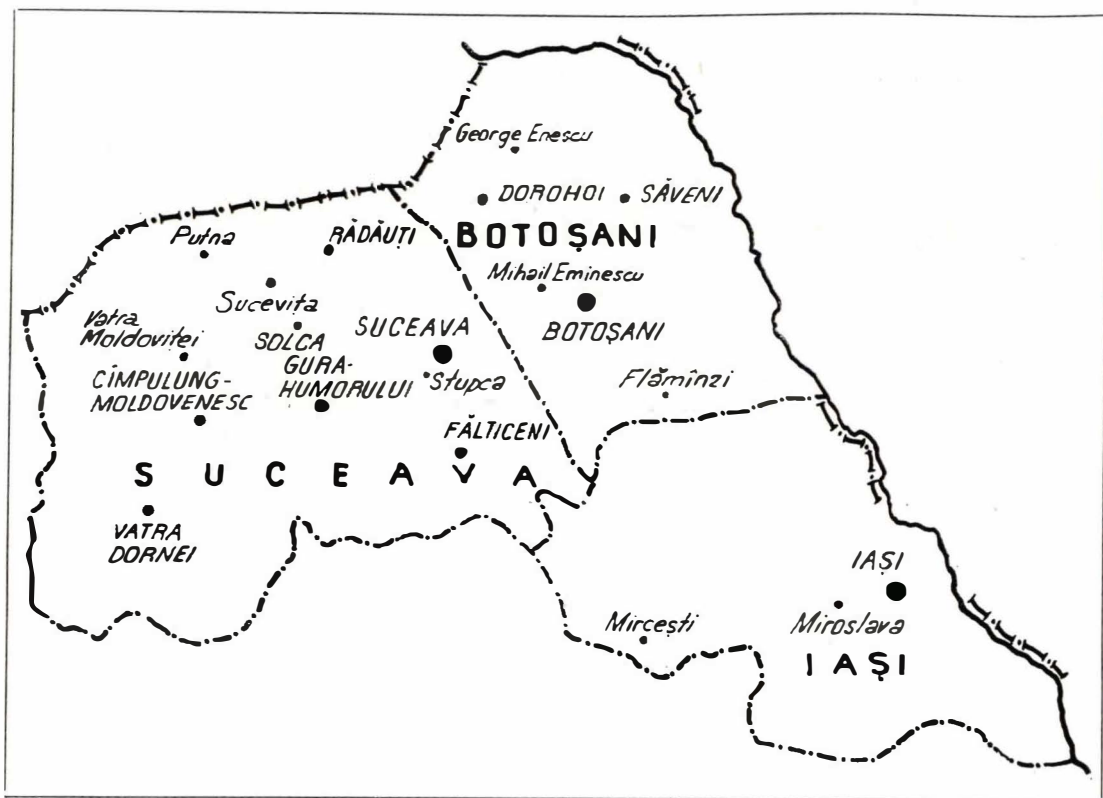 George Enescu
DOROHOI
SĂVENI
BOTOȘANI
Mihail Eminescu
BOTOȘANI
Flămînzi
Putna
RĂDĂUȚI
Sucevița
Vatra
Moldoviței
SOLCA
SUCEAVA
CÎMPULUNG-
MOLDOVENESC
GURA-
HUMORULUI
Stupca
FĂLTICENI
SUCEAVA
VATRA
DORNEI
IAȘI
Mircești
Miroslava
IAȘI